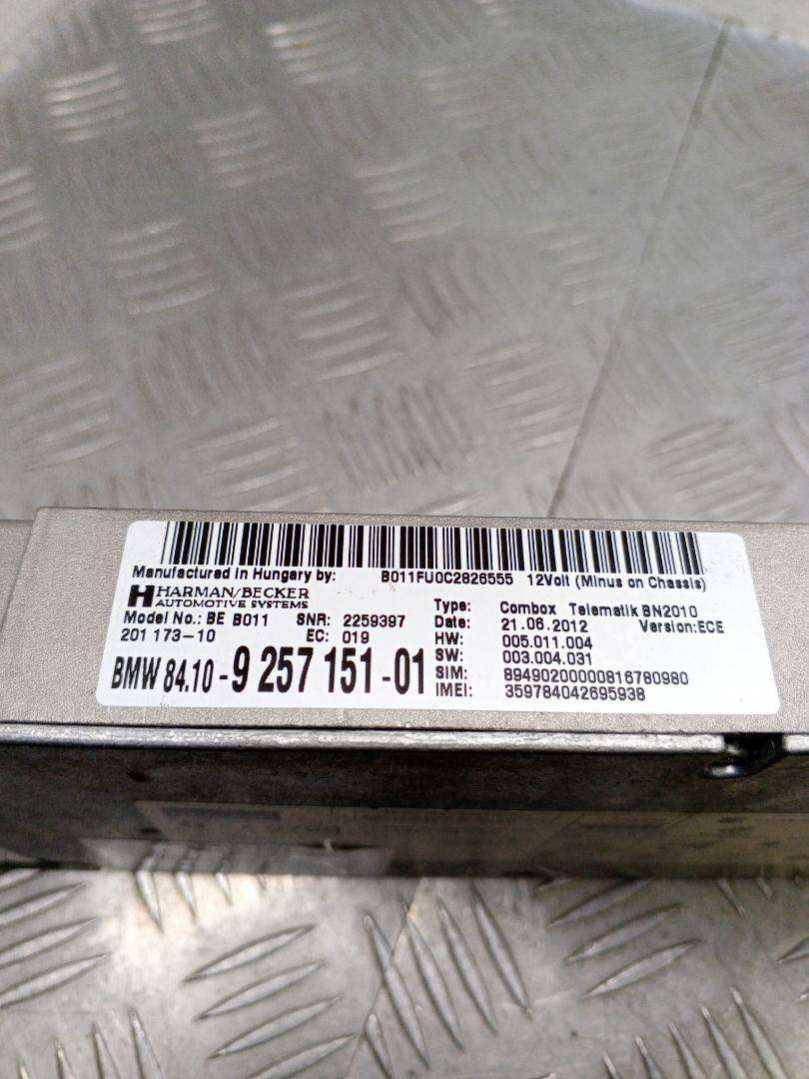 Manufactured in Hungary by: B011FU0C2826555 12Volt (Minus on Chassis)
HARMAN/BECKER
AUTOMOTIVE SYSTEMS
Model No.: BE B011 SNR: 2259397
201 173-10 EC: 019
BMW 84.10-9 257 151-01
Type: Combox Telematik BN2010
Date: 21.06.2012 Version:ECE
HW: 005.011.004
SW: 003.004.031
SIM: 89490200000816780980
IMEI: 359784042695938